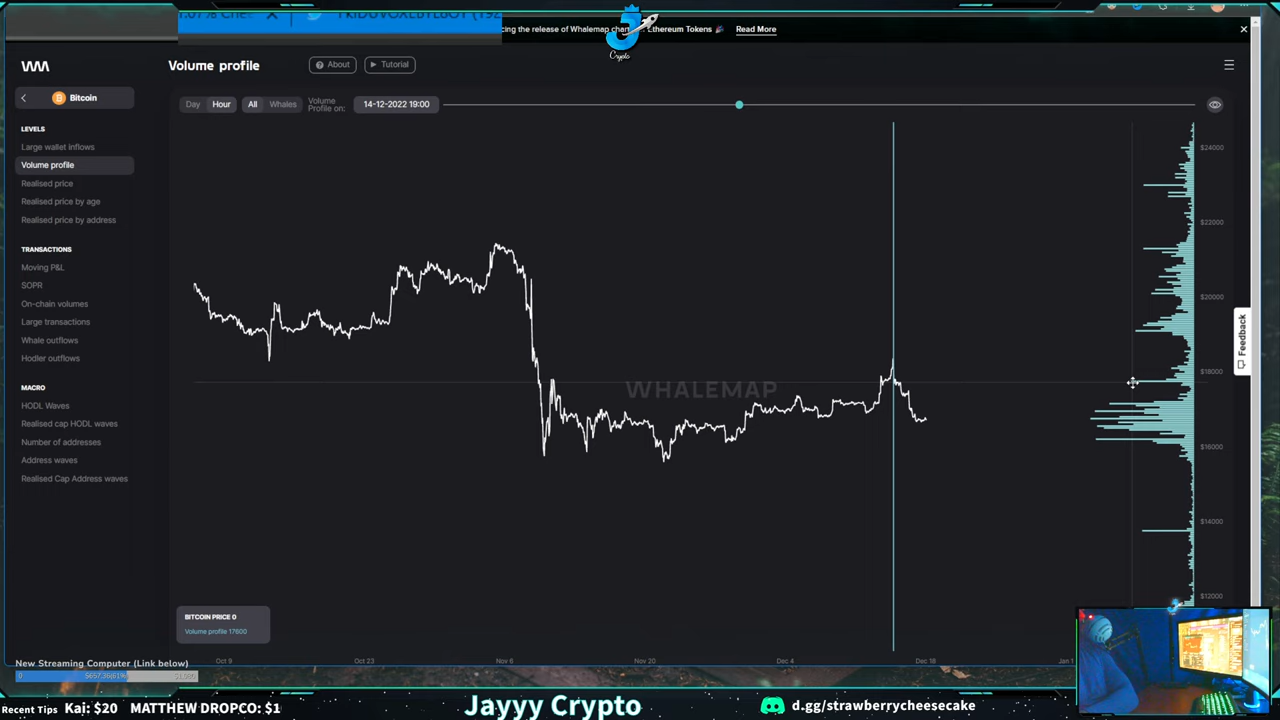 cing the release of Whalemap
Ethereum Tokens 🎉
Read More
Crypto
Volume profile
About
Tutorial
Bitcoin
Day
Hour
All
Whales
Volume
Profile on:
14-12-2022 19:00
LEVELS
Large wallet inflows
Volume profile
Realised price
Realised price by age
Realised price by address
TRANSACTIONS
Moving P&L
SOPR
On-chain volumes
Large transactions
Whale outflows
Hodler outflows
MACRO
HODL Waves
Realised cap HODL waves
Number of addresses
Address waves
Realised Cap Address waves
WHALEMAP
$24000
$22000
$20000
$18000
$16000
$14000
$12000
Feedback
BITCOIN PRICE 0
Volume profile 17600
Oct 9
Oct 23
Nov 6
Nov 20
Dec 4
Dec 18
Jan 1
New Streaming Computer (Link below)
0
Recent Tips
Kaj: $20
MATTHEW DROPCO: $1
Jayyy Crypto
d.gg/strawberrycheesecake